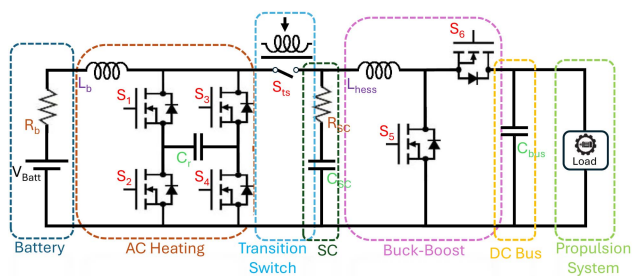 S6
Lb
Sts
Lhess
S1
S3
Rb
RSC
S5
Cr
Cbus
Load
VBatt
S2
S4
CSC
Battery
AC Heating
Transition
Switch
SC
Buck-Boost
DC Bus
Propulsion
System